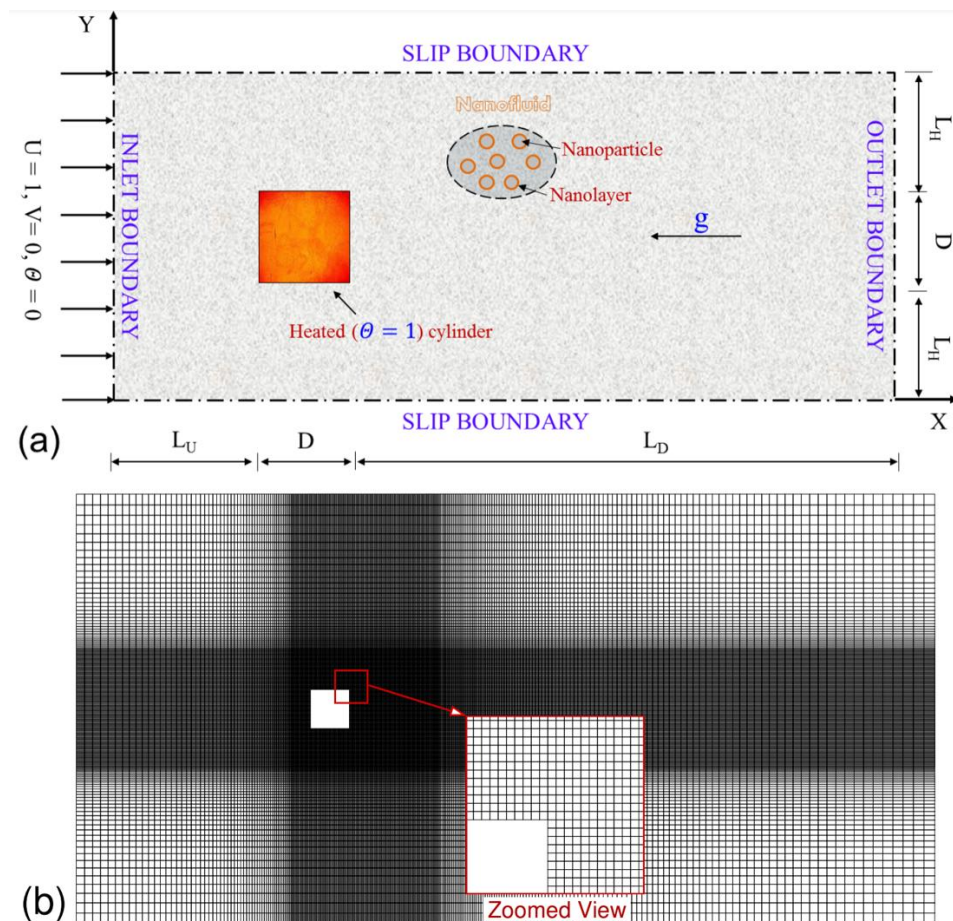 Y
SLIP BOUNDARY
U = 1, V=0, Θ = 0
INLET BOUNDARY
Nanofluid
Nanoparticle
Nanolayer
g
Heated (Θ = 1) cylinder
OUTLET BOUNDARY
L_H
D
L_H
X
SLIP BOUNDARY
(a)
L_U
D
L_D
(b)
Zoomed View